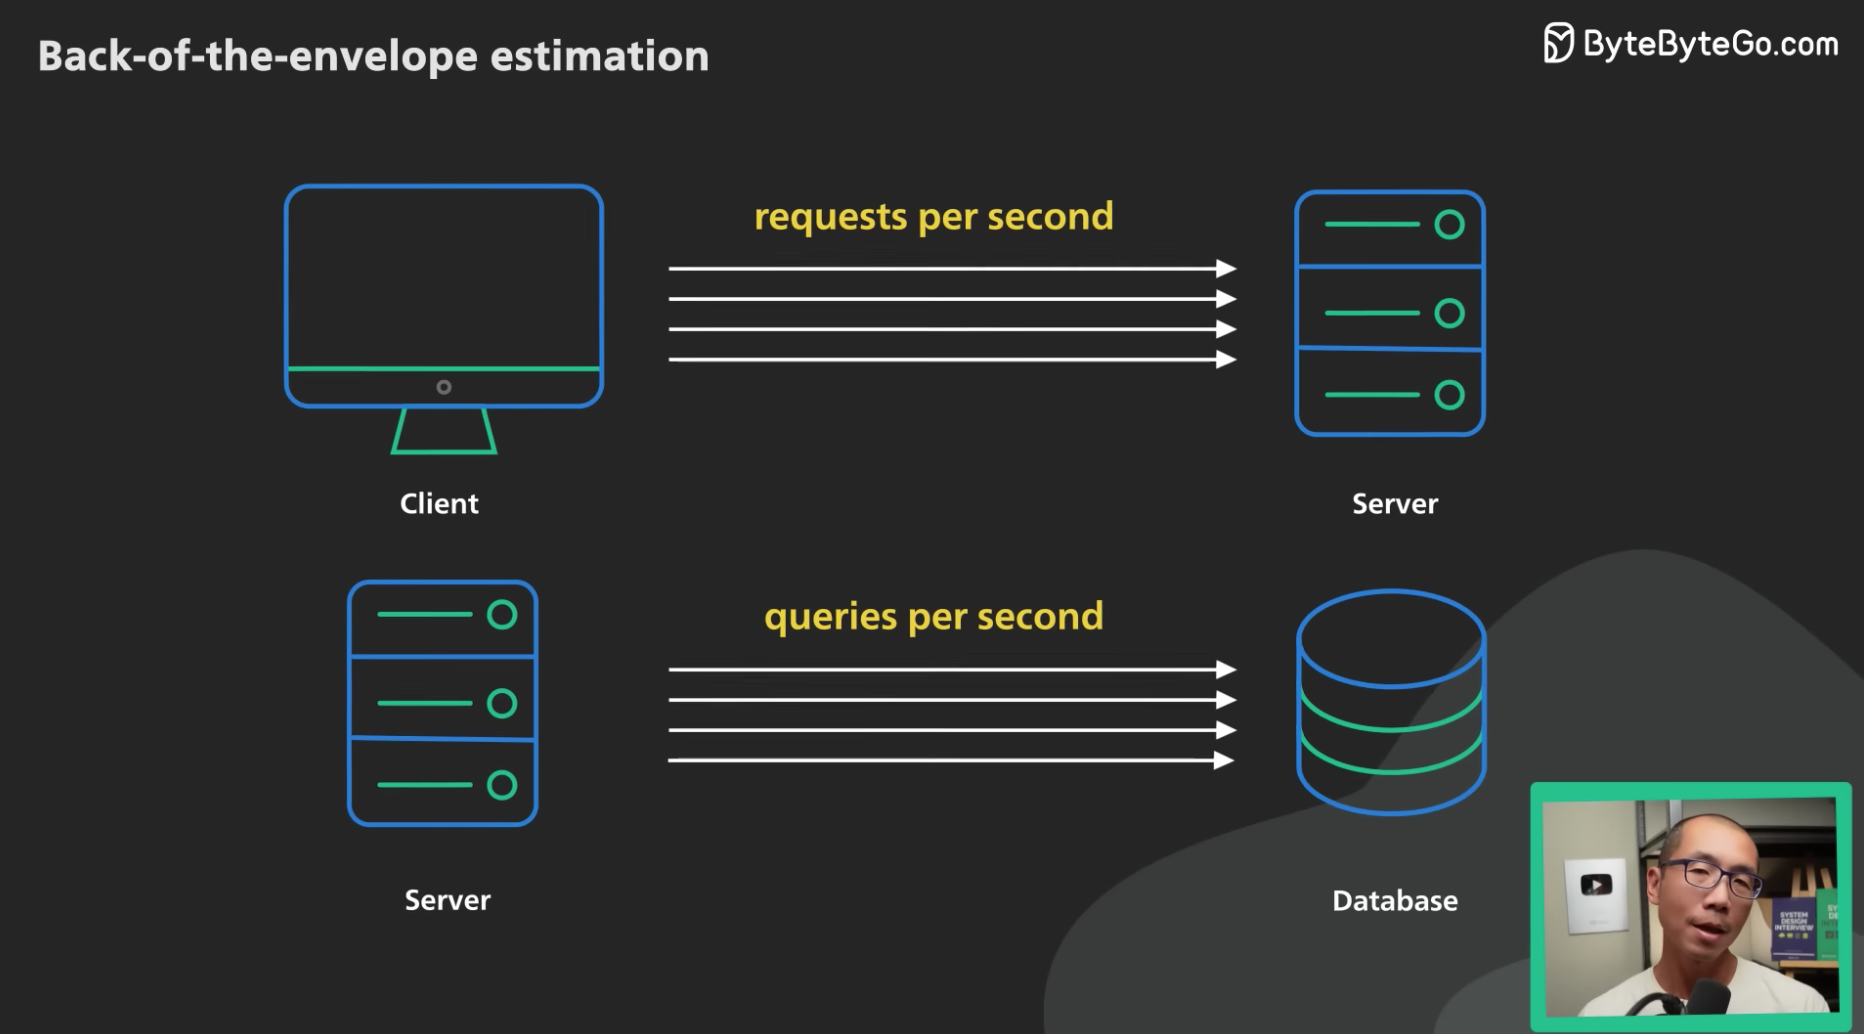 Back-of-the-envelope estimation
ByteByteGo.com
requests per second
Client
Server
queries per second
Server
Database
SYSTEM
DESIGN
INTERVIEW